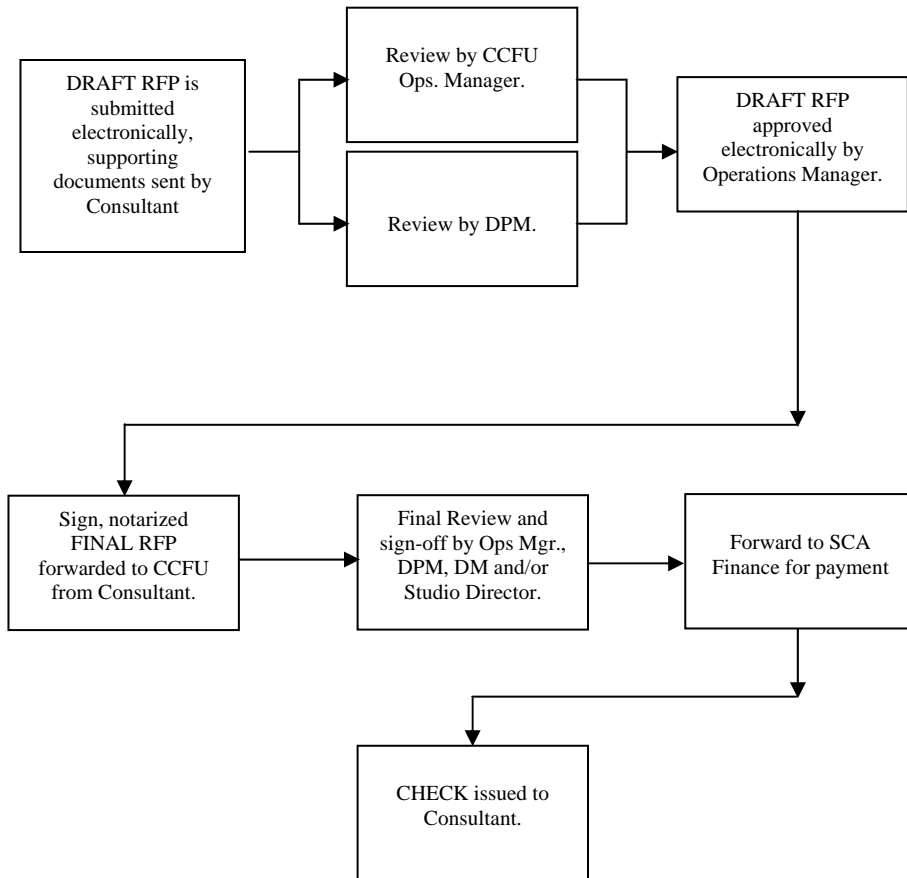 DRAFT RFP is
submitted
electronically,
supporting
documents sent by
Consultant
Review by CCFU
Ops. Manager.
Review by DPM.
DRAFT RFP
approved
electronically by
Operations Manager.
Sign, notarized
FINAL RFP
forwarded to CCFU
from Consultant.
Final Review and
sign-off by Ops Mgr.,
DPM, DM and/or
Studio Director.
Forward to SCA
Finance for payment
CHECK issued to
Consultant.